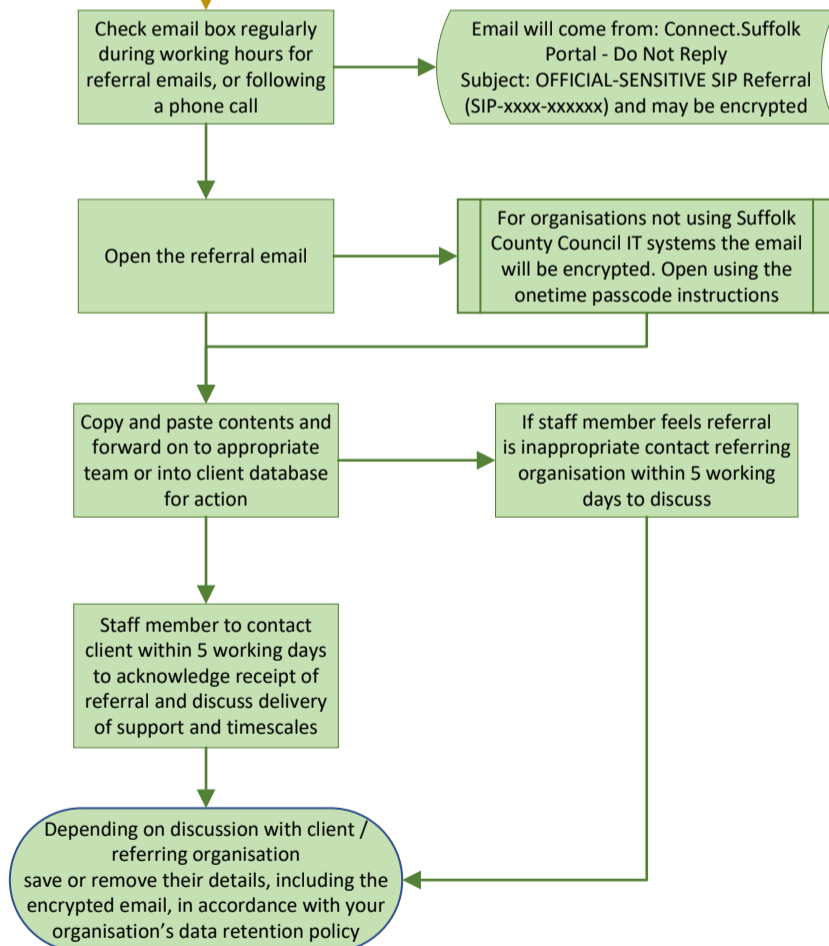 Check email box regularly
during working hours for
referral emails, or following
a phone call
Email will come from: Connect.Suffolk
Portal - Do Not Reply
Subject: OFFICIAL-SENSITIVE SIP Referral
(SIP-xxxx-xxxxxx) and may be encrypted
Open the referral email
For organisations not using Suffolk
County Council IT systems the email
will be encrypted. Open using the
onetime passcode instructions
Copy and paste contents and
forward on to appropriate
team or into client database
for action
If staff member feels referral
is inappropriate contact referring
organisation within 5 working
days to discuss
Staff member to contact
client within 5 working days
to acknowledge receipt of
referral and discuss delivery
of support and timescales
Depending on discussion with client /
referring organisation
save or remove their details, including the
encrypted email, in accordance with your
organisation’s data retention policy